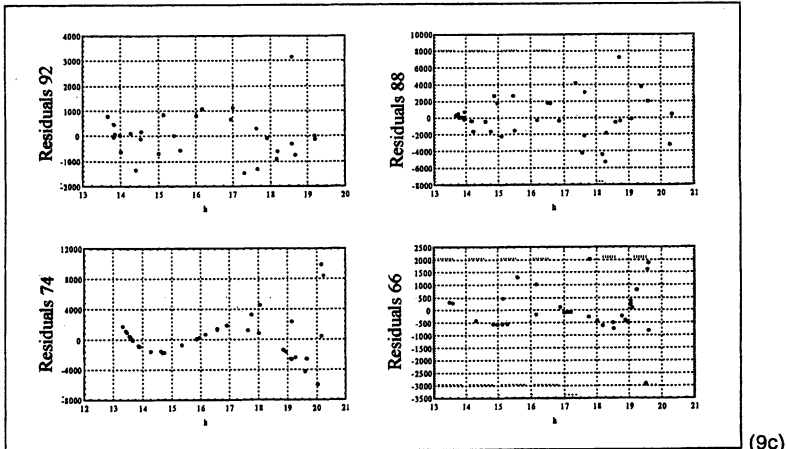 Residuals 92
4000
3000
2000
1000
0
-1000
-2000
13 14 15 16 17 18 19 20
h
Residuals 88
10000
8000
6000
4000
2000
0
-2000
-4000
-6000
-8000
13 14 15 16 17 18 19 20 21
h
Residuals 74
12000
8000
4000
0
-4000
-8000
12 13 14 15 16 17 18 19 20 21
h
Residuals 66
2500
2000
1500
1000
500
0
-500
-1000
-1500
-2000
-2500
-3000
-3500
13 14 15 16 17 18 19 20 21
h
(9c)